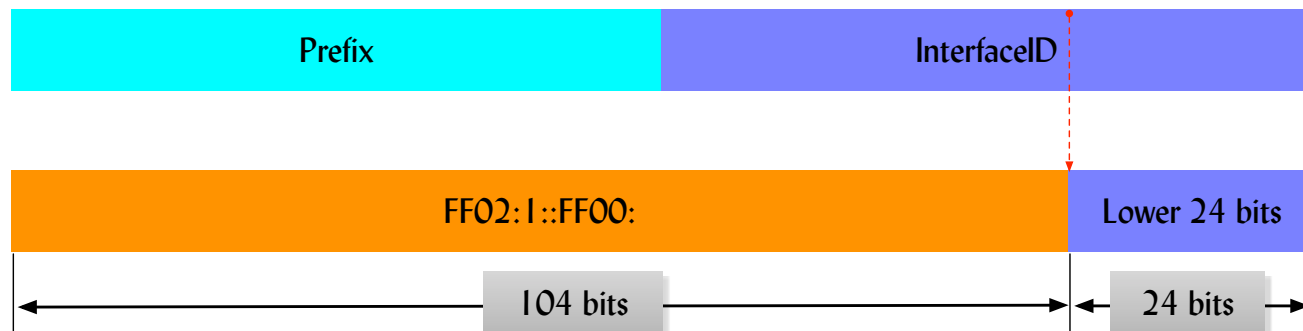 Prefix
InterfaceID
FF02:1::FF00:
Lower 24 bits
104 bits
24 bits